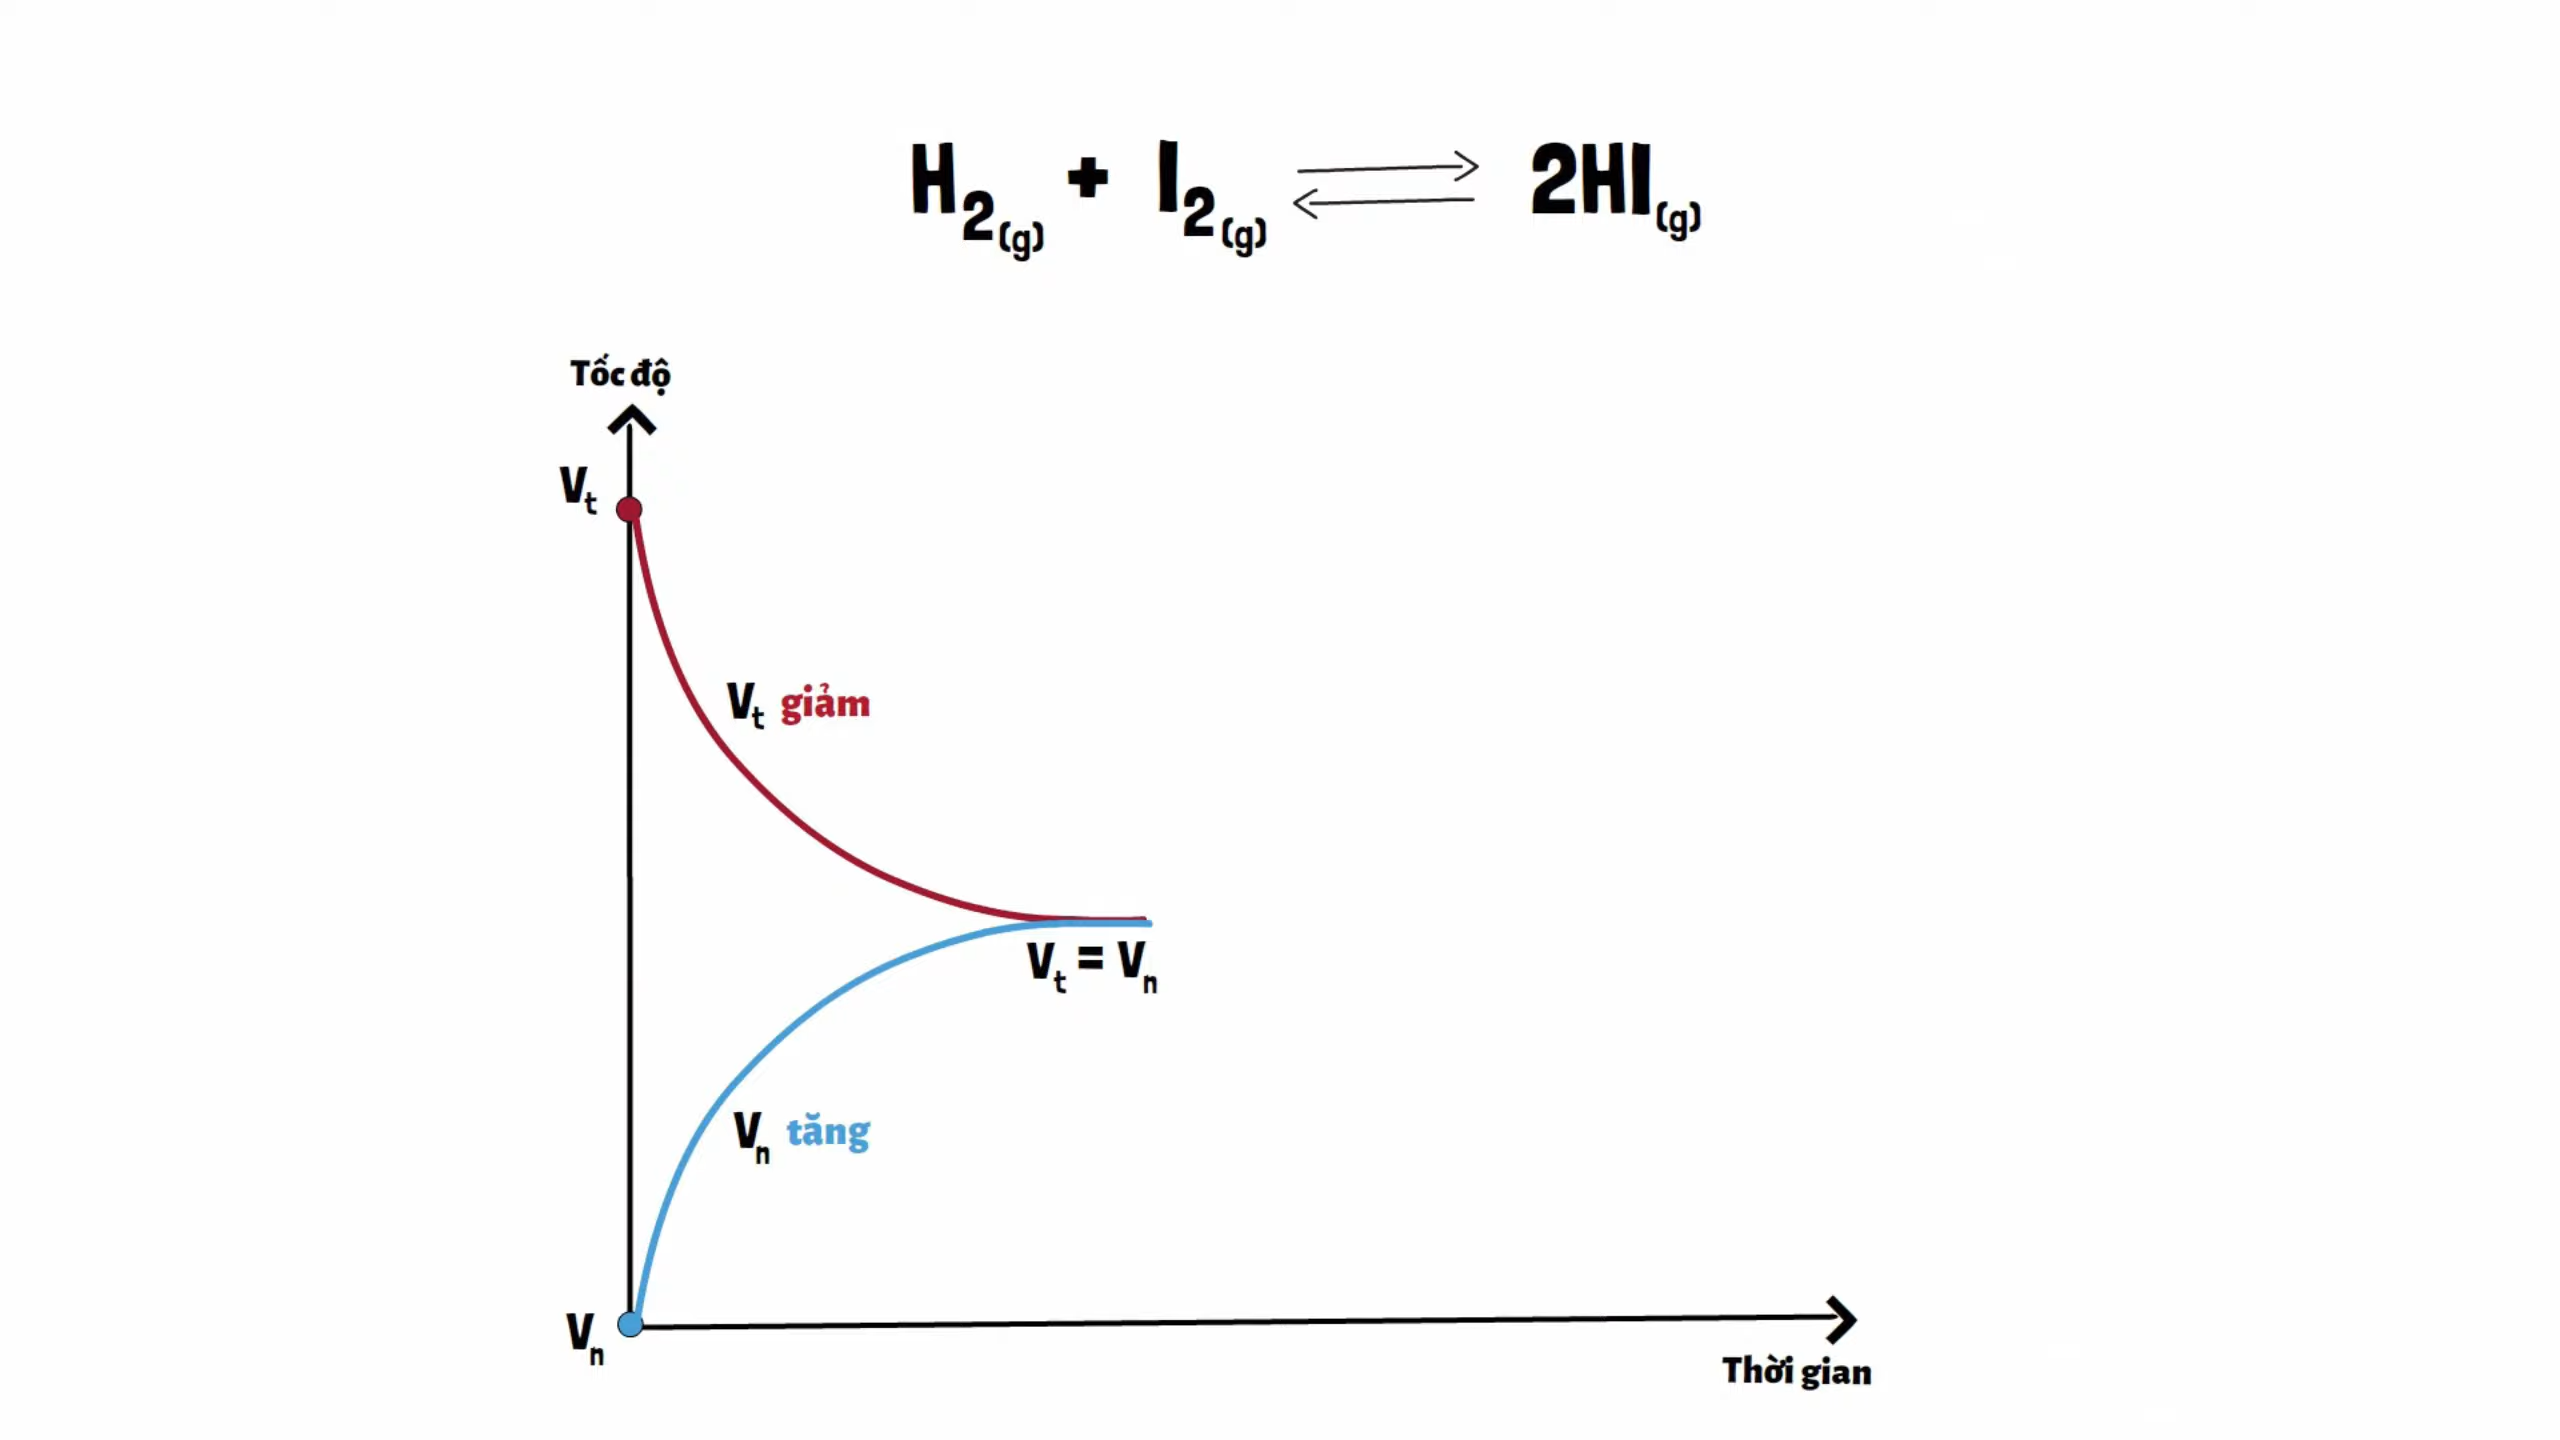 H₂(g) + I₂(g) ⇌ 2HI(g)
Tốc độ
Vt
Vt giảm
Vt = Vn
Vn tăng
Vn
Thời gian